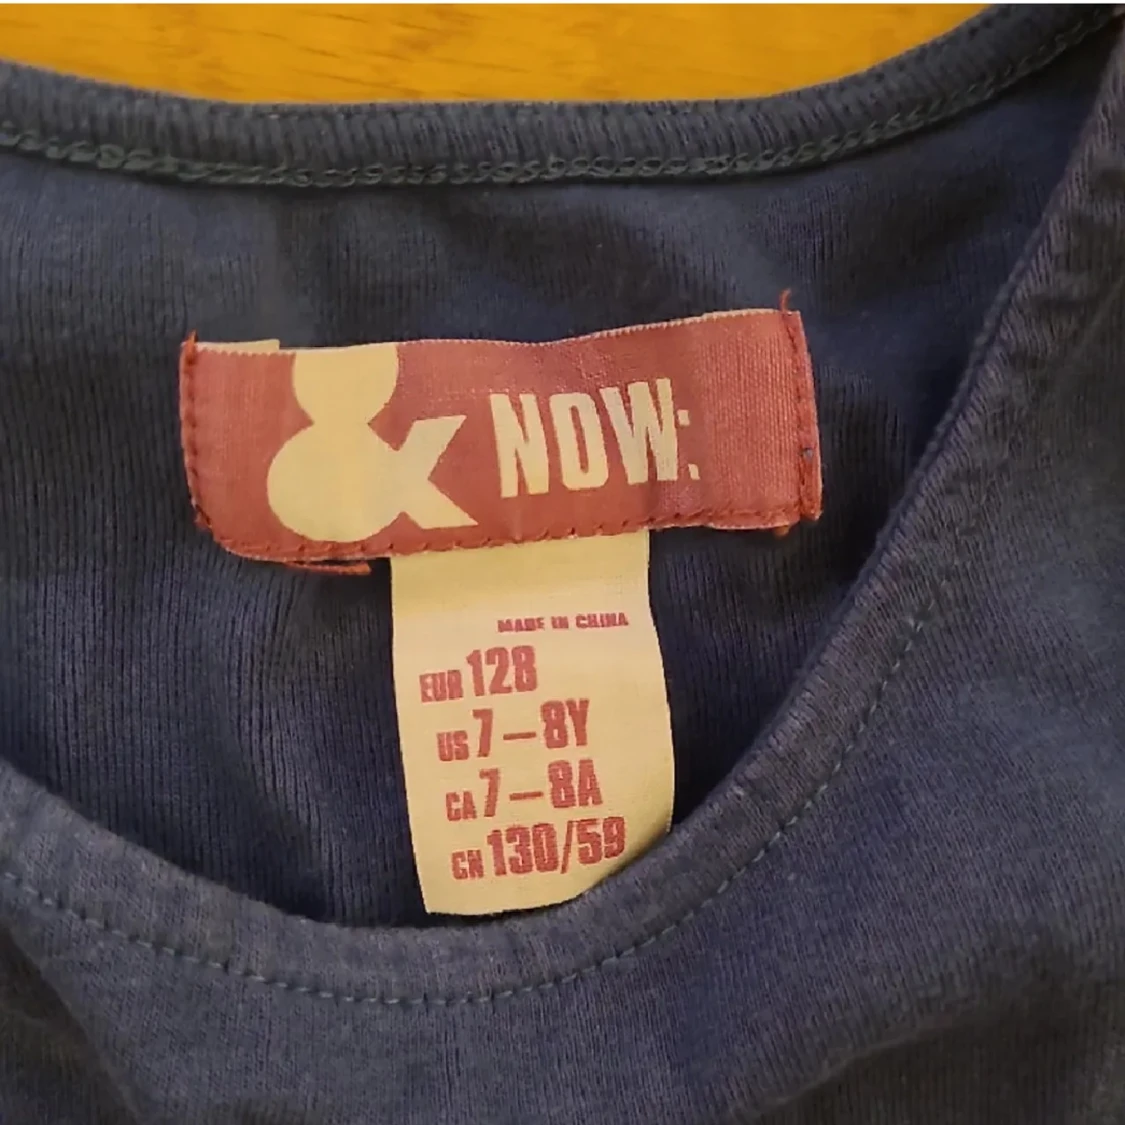 & NOW:
MADE IN CHINA
EUR 128
US 7-8Y
CA 7-8A
CN 130/59